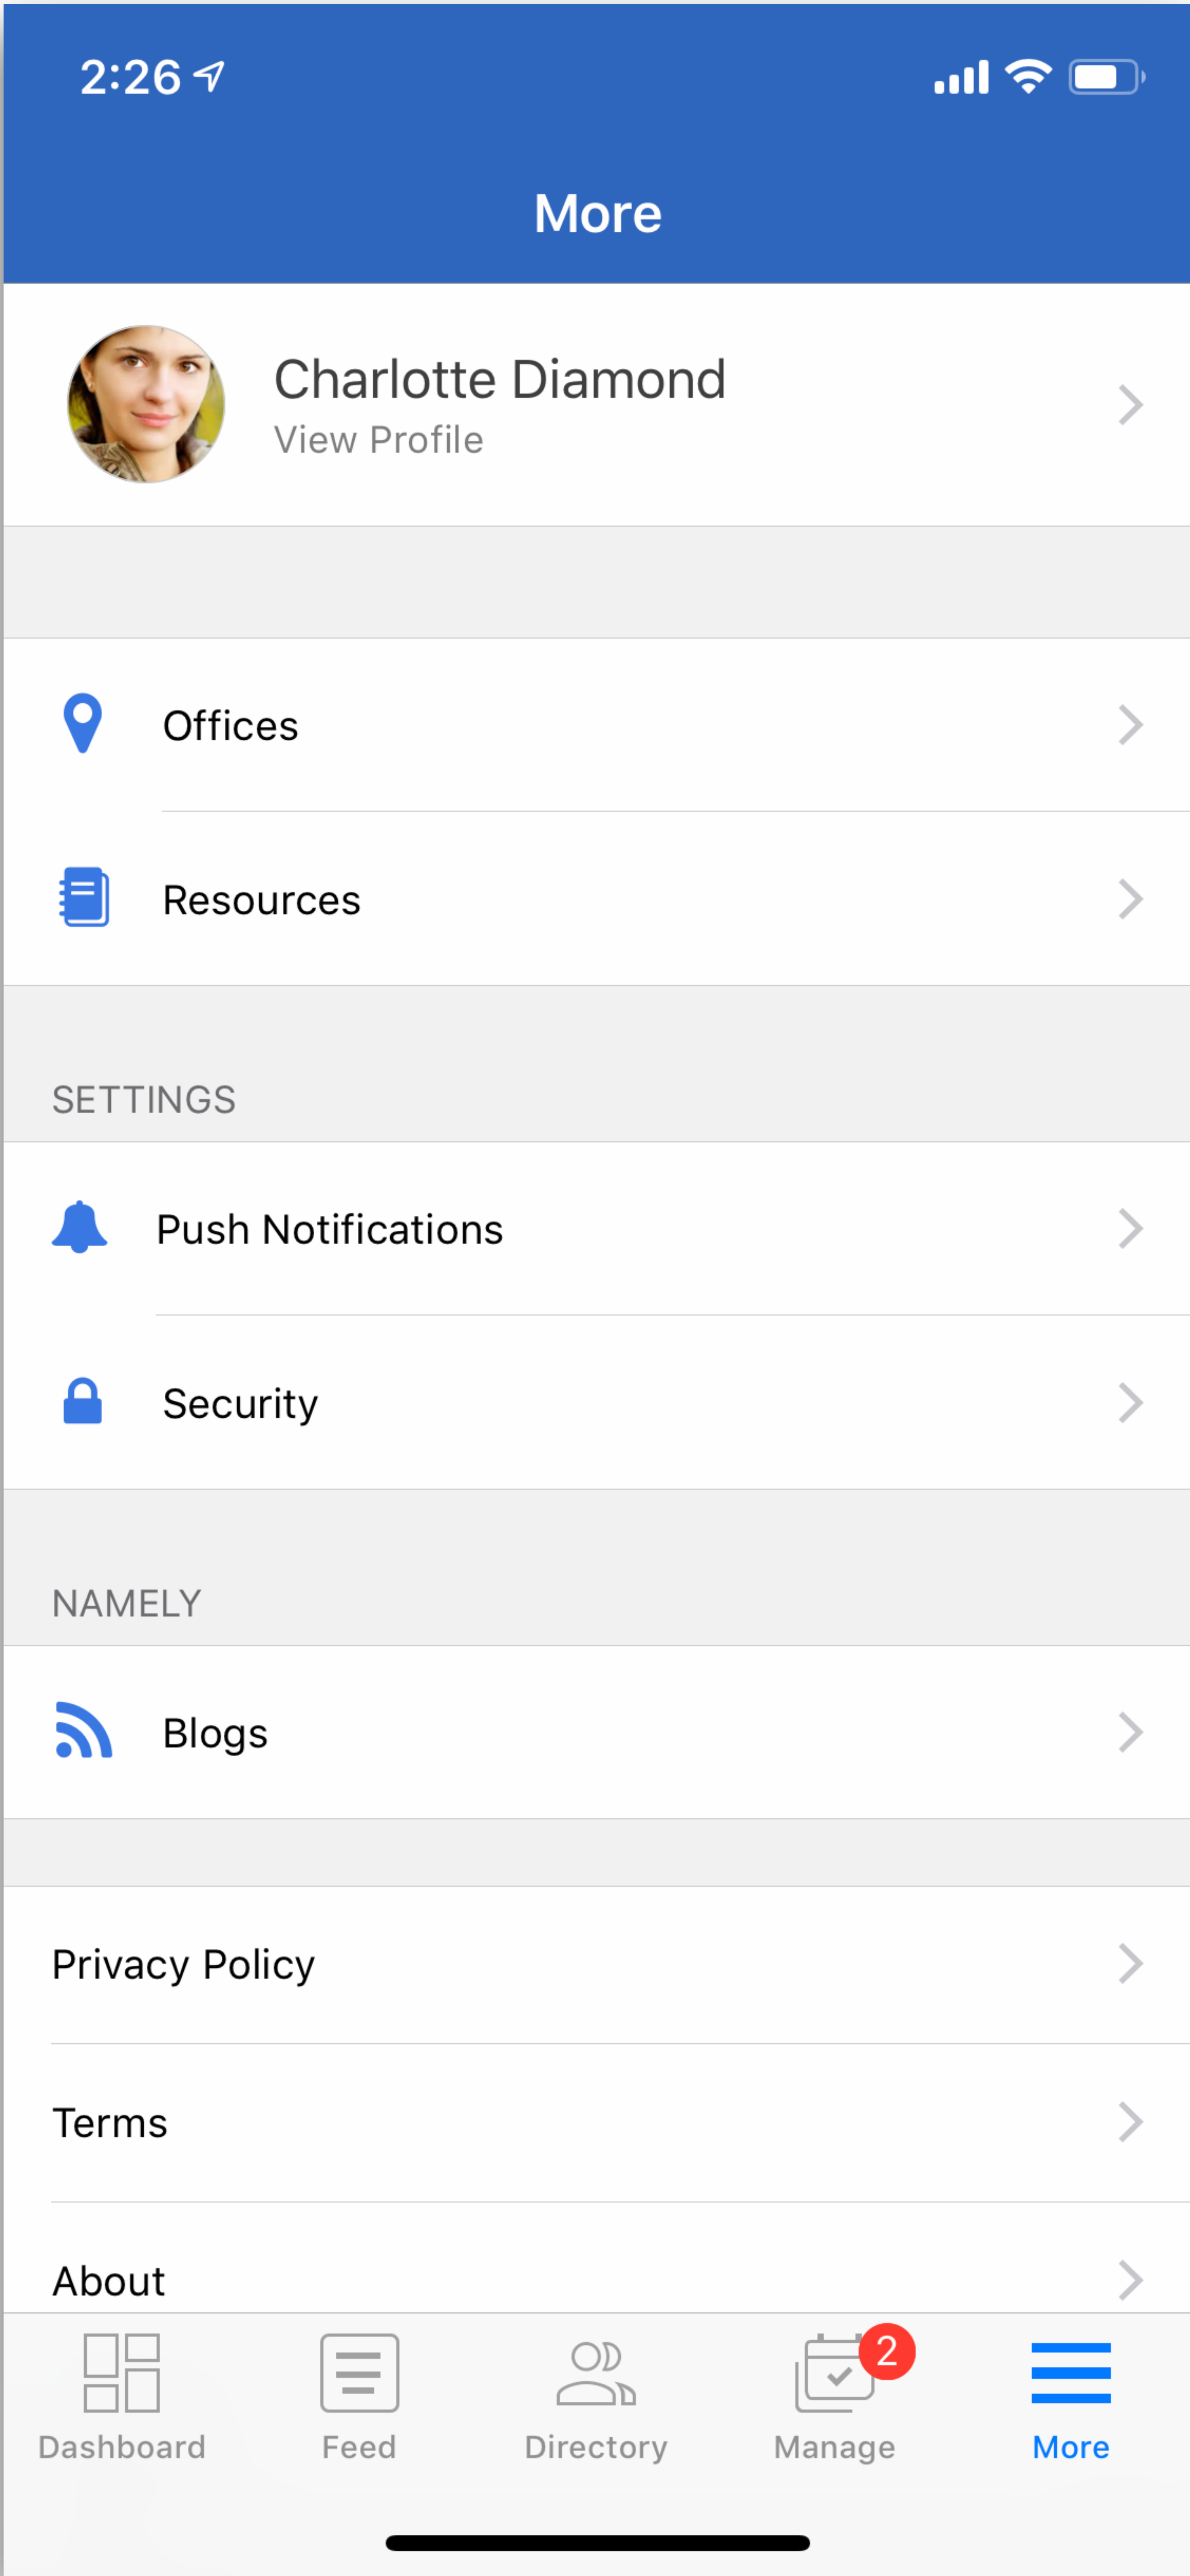 2:26
More
Charlotte Diamond
View Profile
Offices
Resources
SETTINGS
Push Notifications
Security
NAMELY
Blogs
Privacy Policy
Terms
About
2
Dashboard Feed Directory Manage More